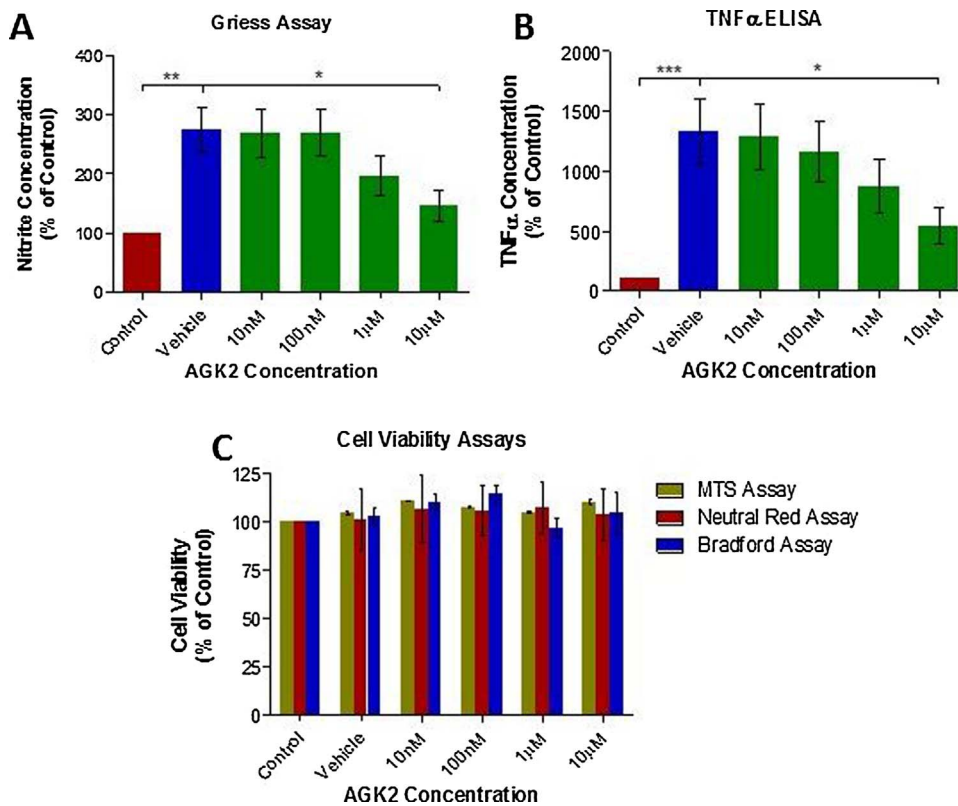 A
Griess Assay
Nitrite Concentration
(% of Control)
400
300
200
100
0
**
*
Control
Vehicle
10nM
100nM
1μM
10μM
AGK2 Concentration
B
TNFα ELISA
TNFα Concentration
(% of Control)
2000
1500
1000
500
0
***
*
Control
Vehicle
10nM
100nM
1μM
10μM
AGK2 Concentration
C
Cell Viability Assays
Cell Viability
(% of Control)
125
100
75
50
25
0
Control
Vehicle
10nM
100nM
1μM
10μM
AGK2 Concentration
MTS Assay
Neutral Red Assay
Bradford Assay